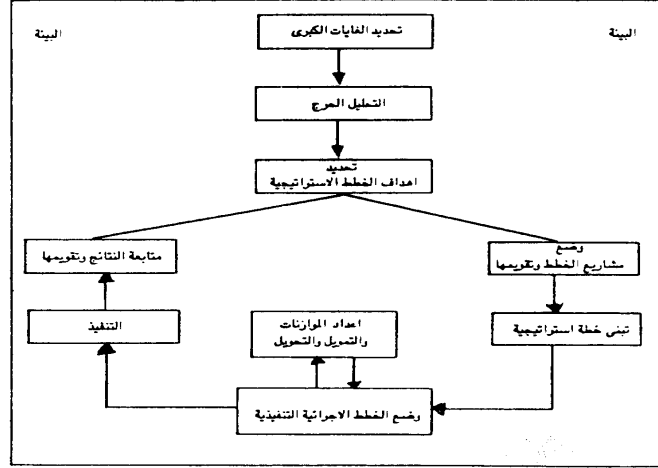 البيئة
تحديد الغايات الكبرى
البيئة
التحليل الحرج
تحديد
اهداف الخطط الاستراتيجية
وضع
مشاريع الخطط وتقويمها
متابعة النتائج وتقويمها
تبنى خطة استراتيجية
اعداد الموازنات
والتمويل والتحويل
التنفيذ
وضع الخطط الاجرائية التنفيذية